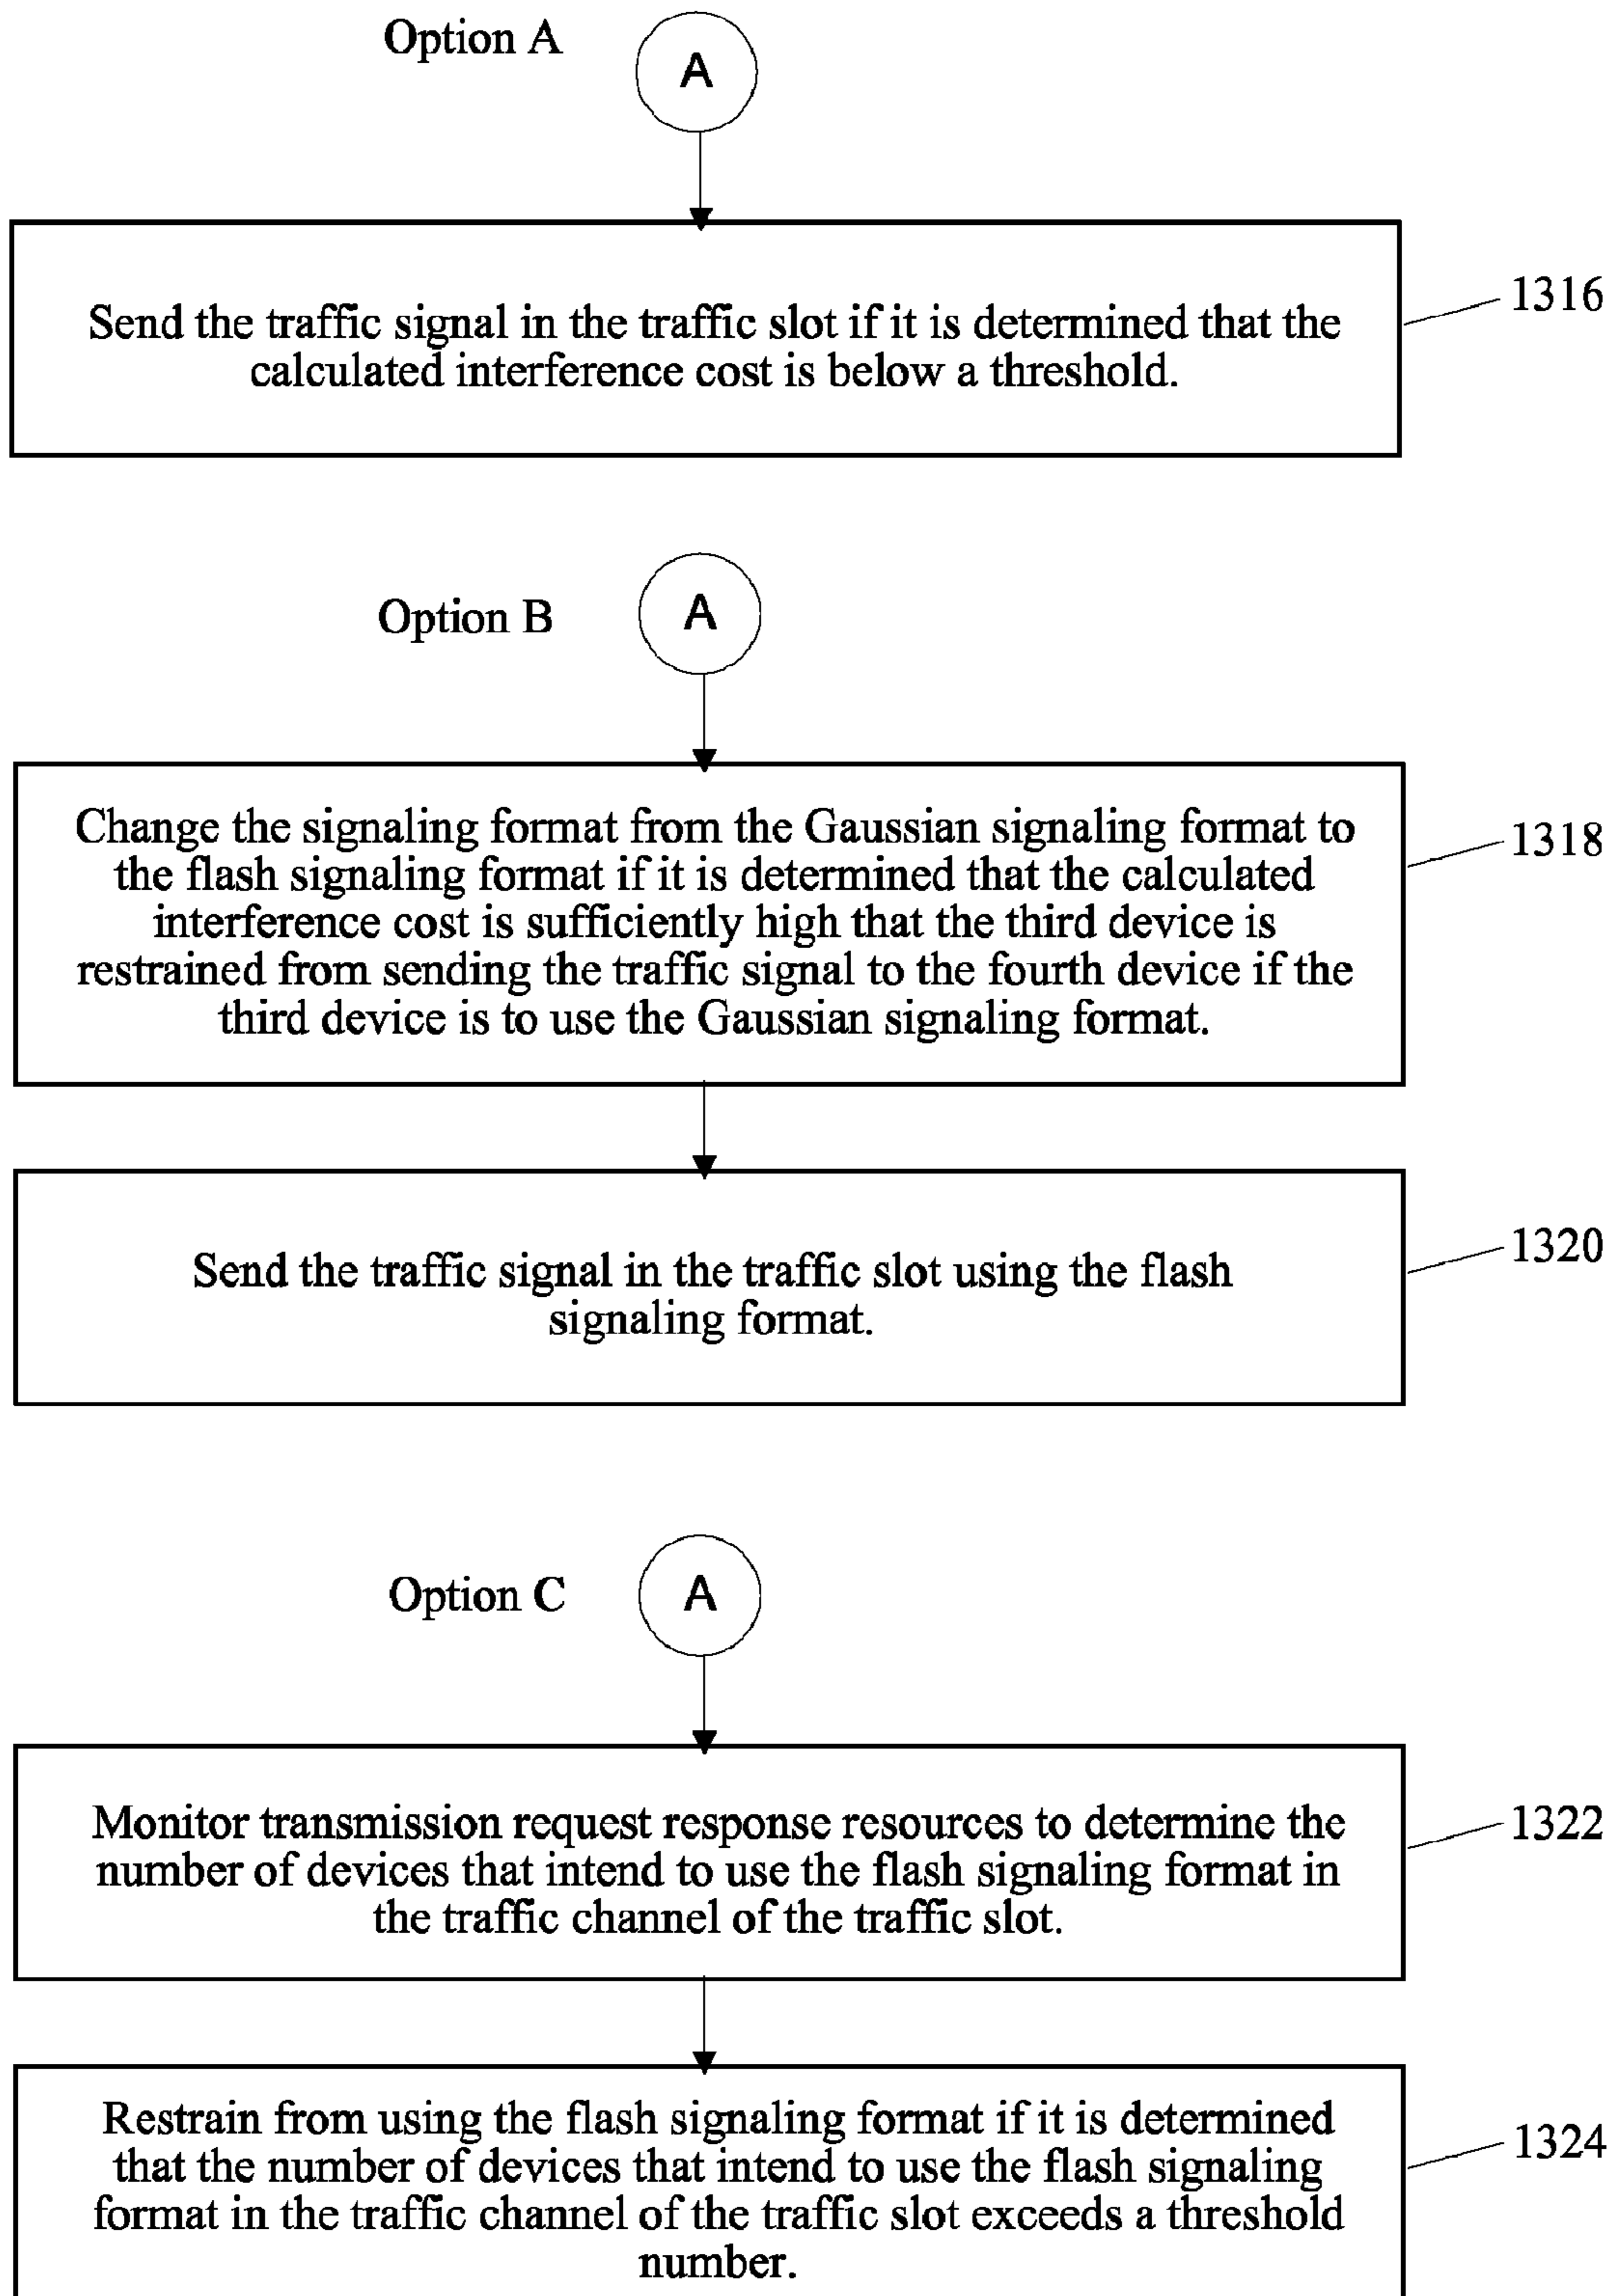 Option A
A
Send the traffic signal in the traffic slot if it is determined that the
calculated interference cost is below a threshold.
1316
Option B
A
Change the signaling format from the Gaussian signaling format to
the flash signaling format if it is determined that the calculated
interference cost is sufficiently high that the third device is
restrained from sending the traffic signal to the fourth device if the
third device is to use the Gaussian signaling format.
1318
Send the traffic signal in the traffic slot using the flash
signaling format.
1320
Option C
A
Monitor transmission request response resources to determine the
number of devices that intend to use the flash signaling format in
the traffic channel of the traffic slot.
1322
Restrain from using the flash signaling format if it is determined
that the number of devices that intend to use the flash signaling
format in the traffic channel of the traffic slot exceeds a threshold
number.
1324